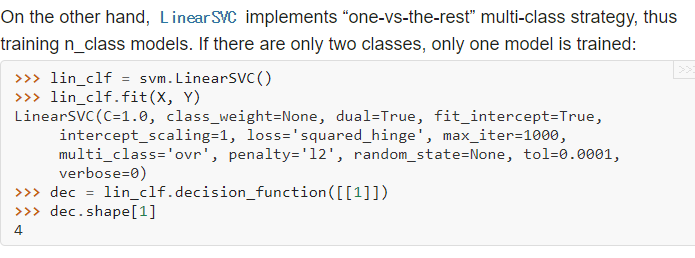 On the other hand, LinearSVC implements “one-vs-the-rest” multi-class strategy, thus
training n_class models. If there are only two classes, only one model is trained:
>>>
>>> lin_clf = svm.LinearSVC()
>>> lin_clf.fit(X, Y)
LinearSVC(C=1.0, class_weight=None, dual=True, fit_intercept=True,
     intercept_scaling=1, loss='squared_hinge', max_iter=1000,
     multi_class='ovr', penalty='l2', random_state=None, tol=0.0001,
     verbose=0)
>>> dec = lin_clf.decision_function([[1]])
>>> dec.shape[1]
4